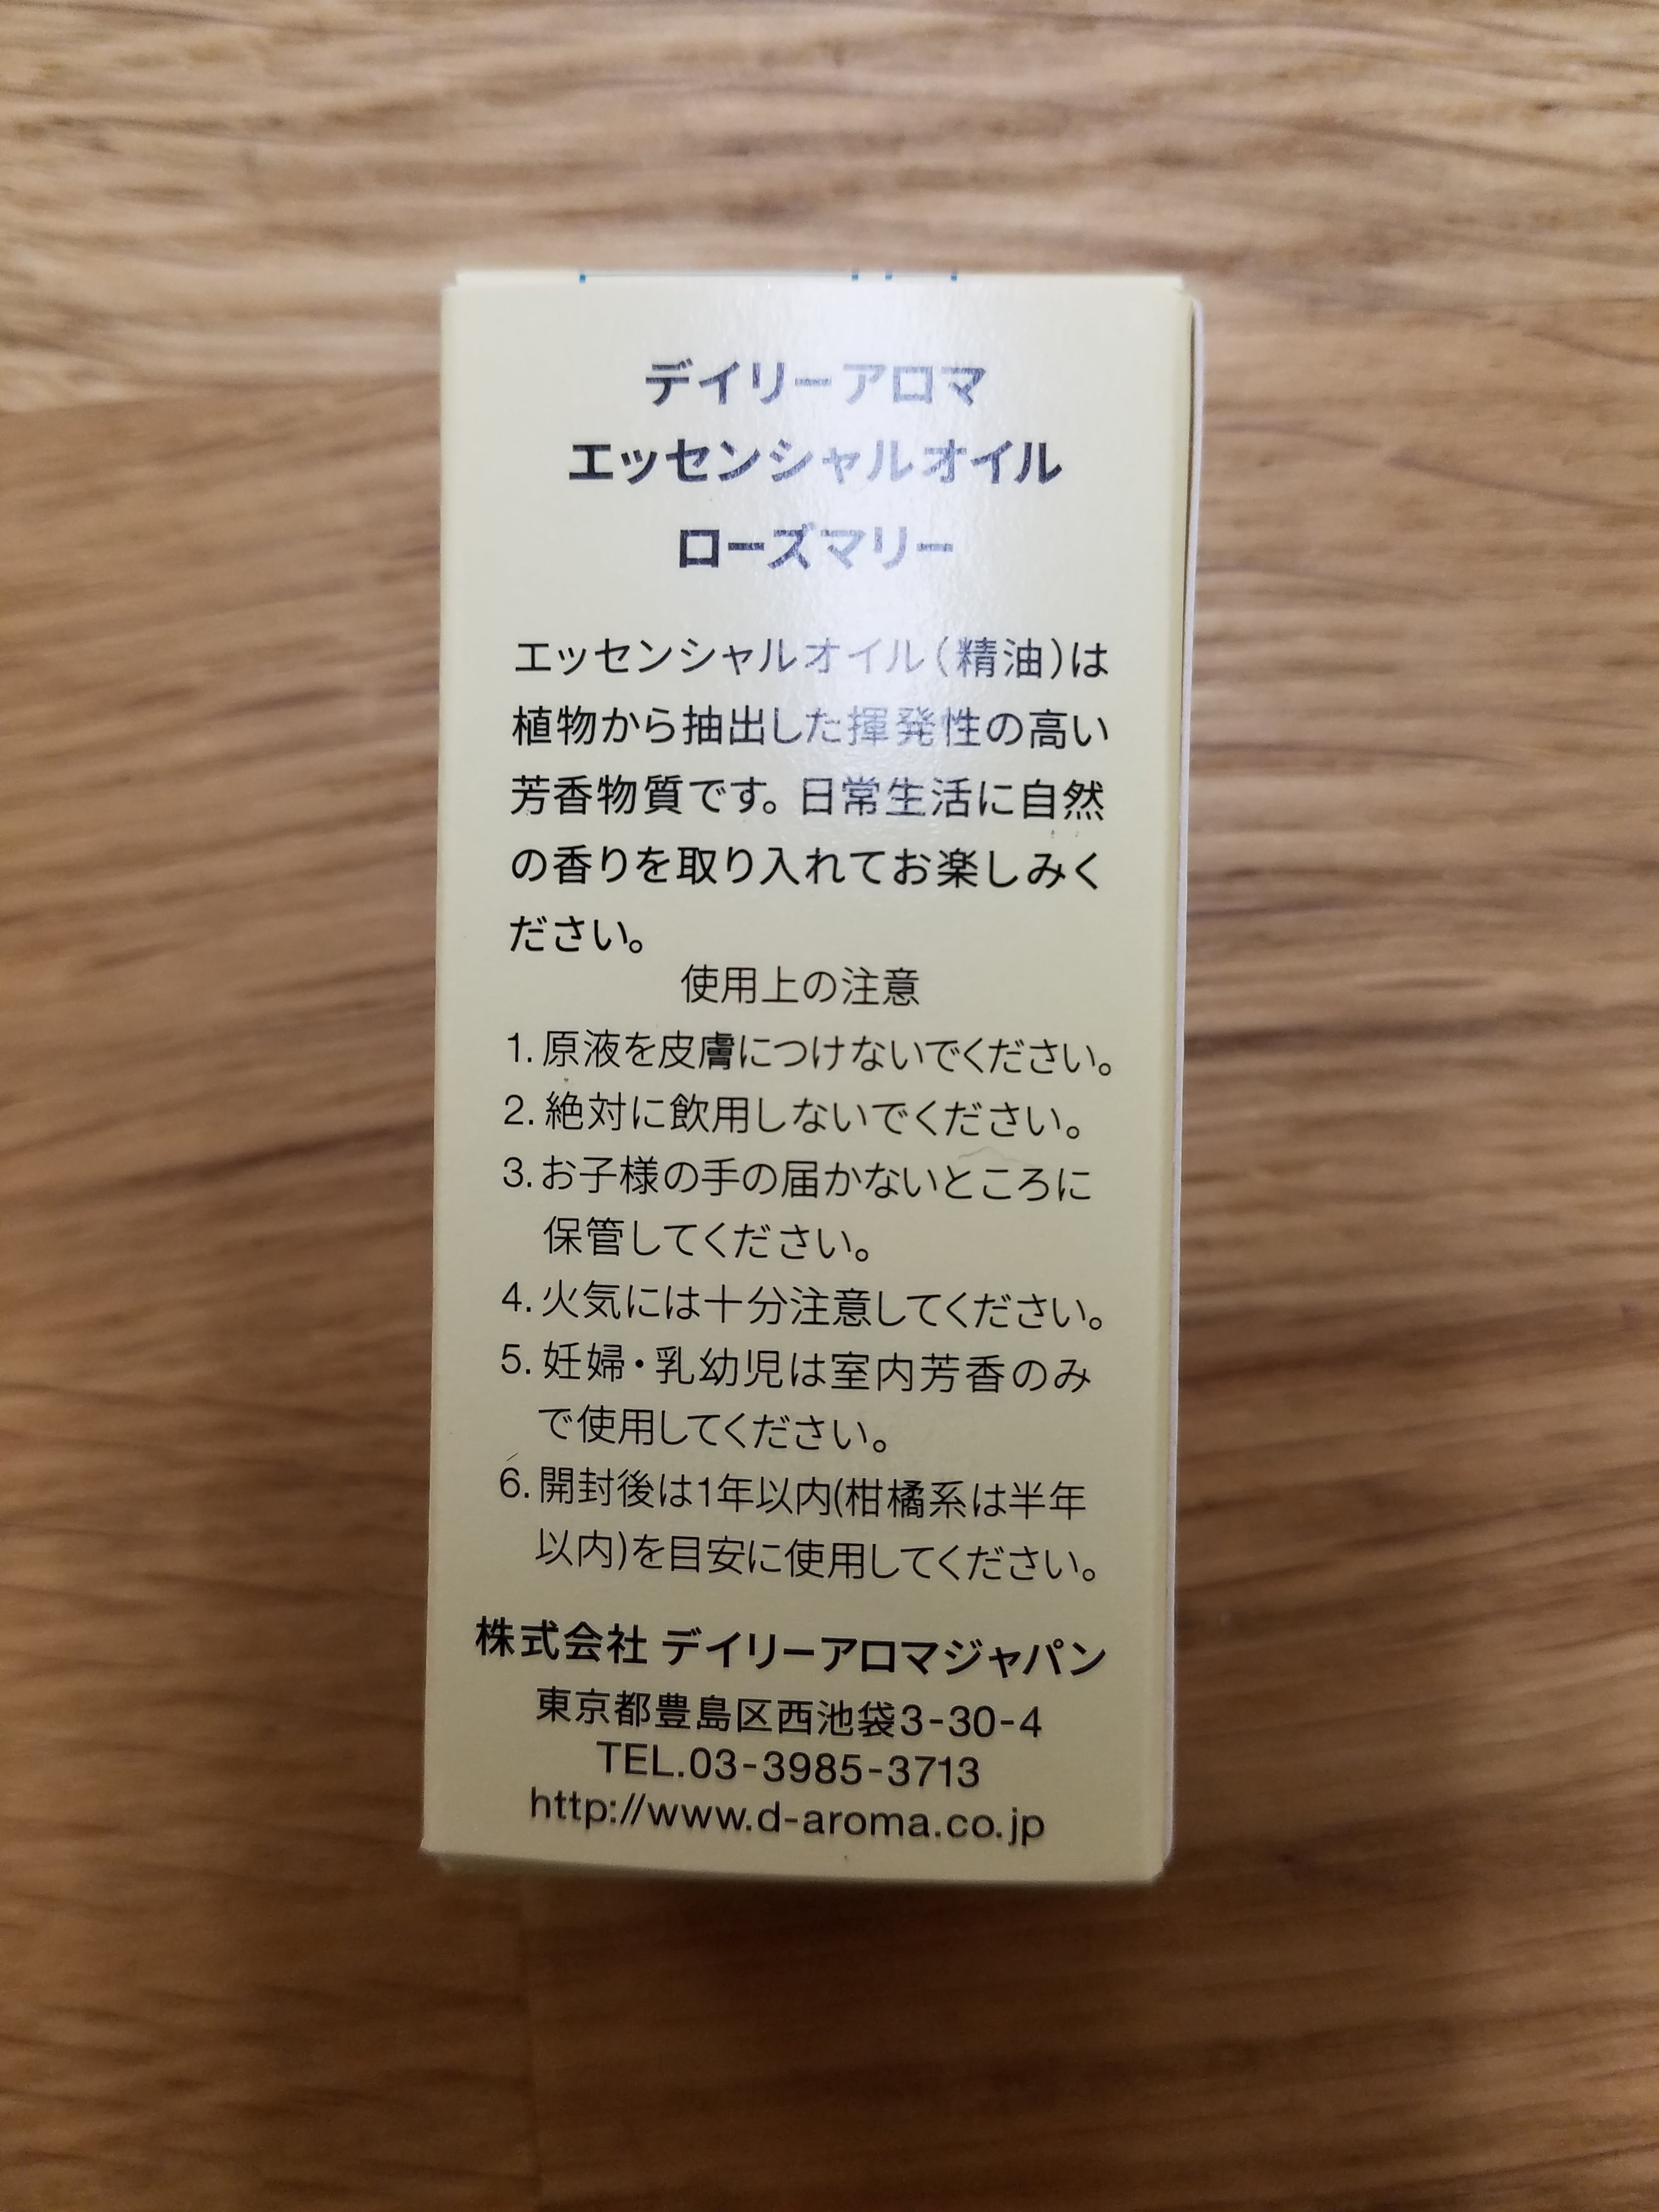 デイリーアロマ
エッセンシャルオイル
ローズマリー
エッセンシャルオイル（精油）は
植物から抽出した揮発性の高い
芳香物質です。日常生活に自然
の香りを取り入れてお楽しみく
ださい。
使用上の注意
1. 原液を皮膚につけないでください。
2. 絶対に飲用しないでください。
3. お子様の手の届かないところに
保管してください。
4. 火気には十分注意してください。
5. 妊婦・乳幼児は室内芳香のみ
で使用してください。
6. 開封後は1年以内(柑橘系は半年
以内)を目安に使用してください。
株式会社 デイリーアロマジャパン
東京都豊島区西池袋3-30-4
TEL.03-3985-3713
http://www.d-aroma.co.jp